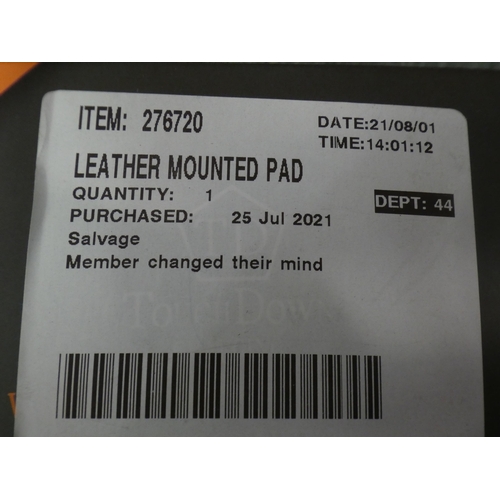 ITEM: 276720
DATE:21/08/01
TIME:14:01:12
LEATHER MOUNTED PAD
QUANTITY: 1
DEPT: 44
PURCHASED: 25 Jul 2021
Salvage
Member changed their mind
TouchDown